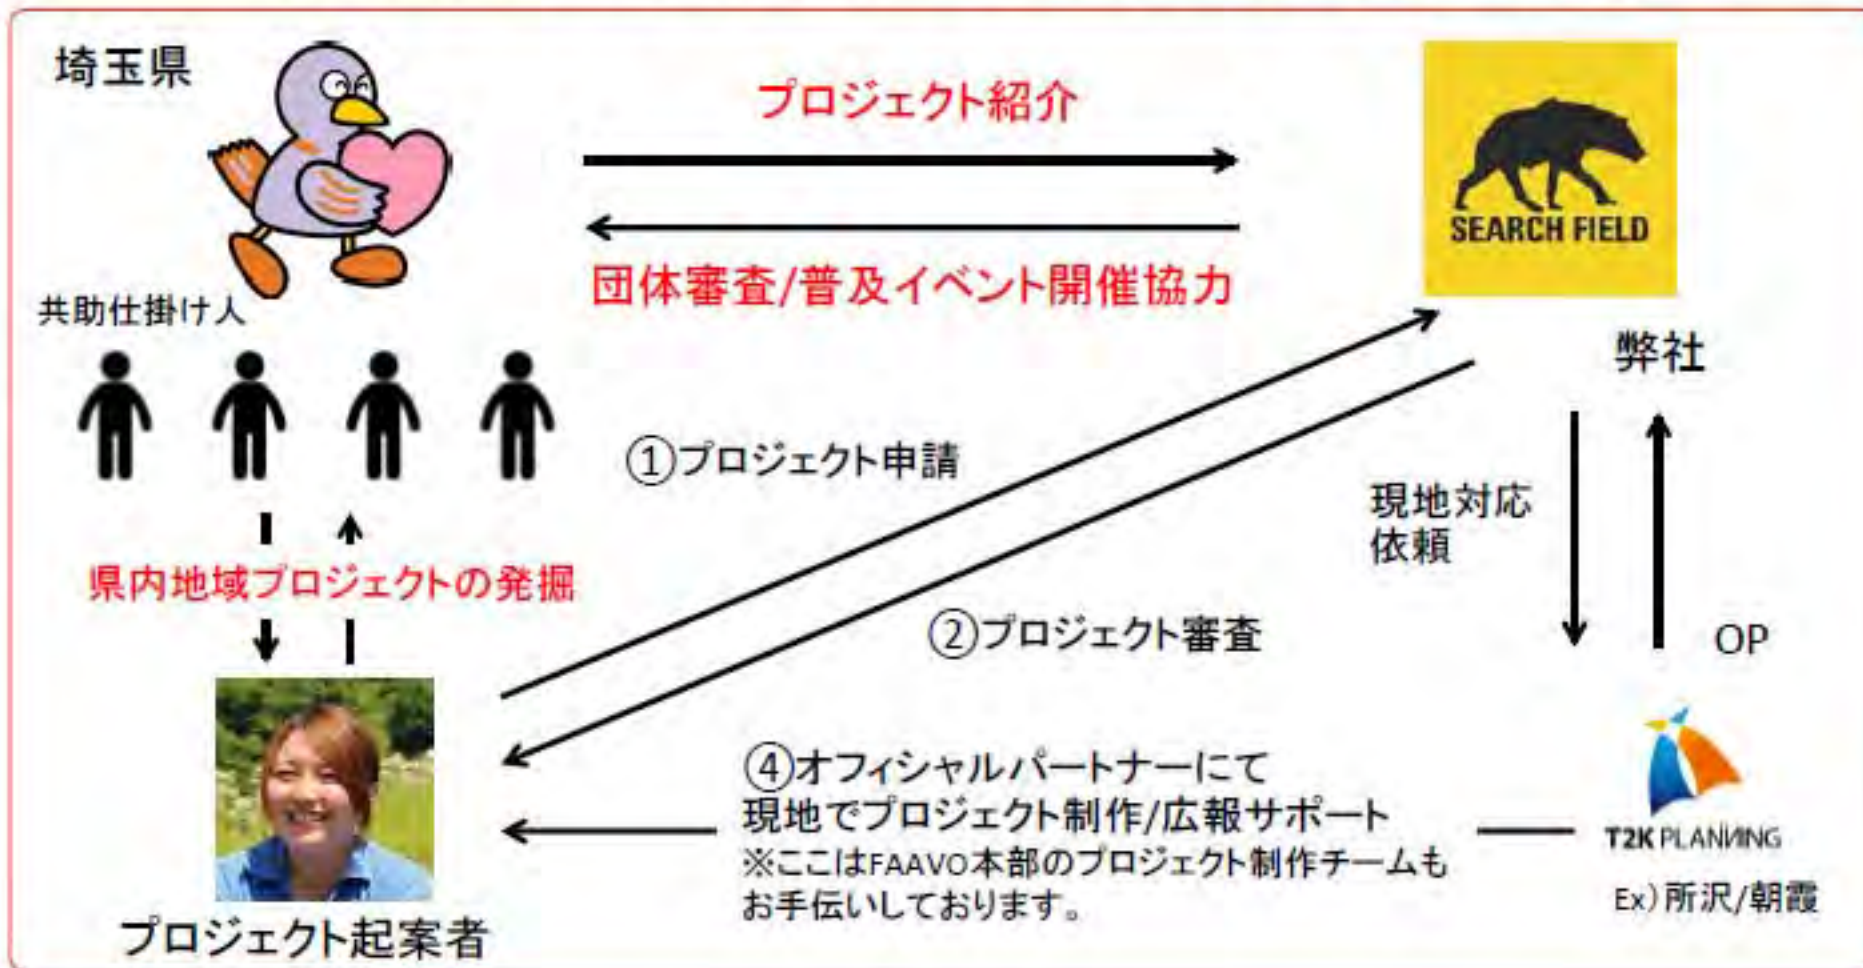 埼玉県
プロジェクト紹介
SEARCH FIELD
団体審査/普及イベント開催協力
共助仕掛け人
弊社
①プロジェクト申請
現地対応
依頼
県内地域プロジェクトの発掘
②プロジェクト審査
OP
④オフィシャルパートナーにて
現地でプロジェクト制作/広報サポート
※ここはFAAVO本部のプロジェクト制作チームも
お手伝いしております。
T2K PLANNING
Ex）所沢/朝霞
プロジェクト起案者